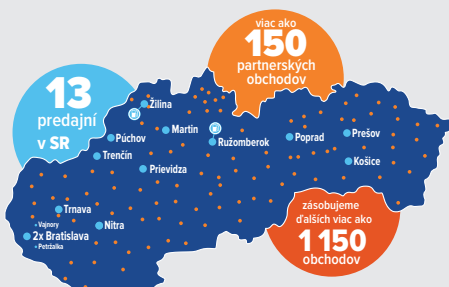 13
predajní
v SR
viac ako
150
partnerských
obchodov
Žilina
Púchov
Martin
Ružomberok
Poprad
Prešov
Trenčín
Košice
Prievidza
Trnava
Nitra
• Vajnory
2x Bratislava
• Petržalka
zásobujeme
ďalších viac ako
1 150
obchodov